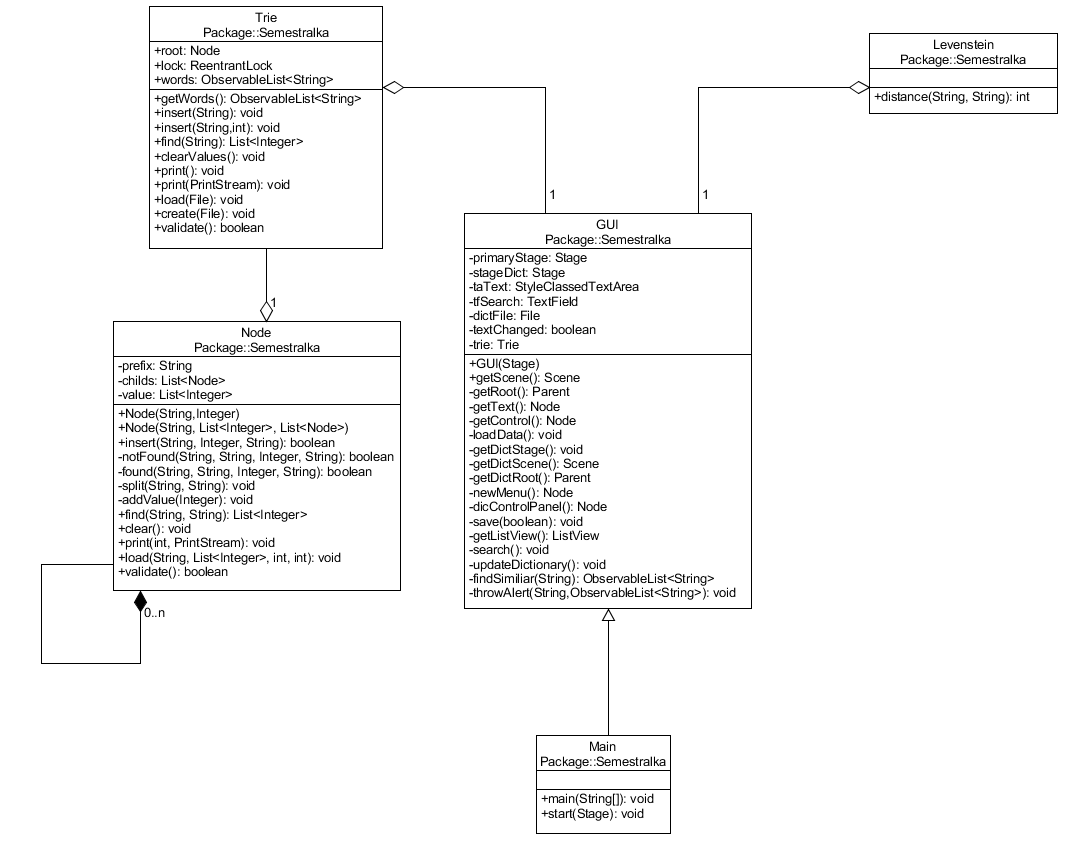 Trie
Package::Semestralka
+root: Node
+lock: ReentrantLock
+words: ObservableList<String>
+getWords(): ObservableList<String>
+insert(String): void
+insert(String,int): void
+find(String): List<Integer>
+clearValues(): void
+print(): void
+print(PrintStream): void
+load(File): void
+create(File): void
+validate(): boolean
Levenstein
Package::Semestralka
+distance(String, String): int
1
1
GUI
Package::Semestralka
-primaryStage: Stage
-stageDict: Stage
-taText: StyleClassedTextArea
-tfSearch: TextField
-dictFile: File
-textChanged: boolean
-trie: Trie
+GUI(Stage)
+getScene(): Scene
-getRoot(): Parent
-getText(): Node
-getControl(): Node
-loadData(): void
-getDictStage(): void
-getDictScene(): Scene
-getDictRoot(): Parent
-newMenu(): Node
-dicControlPanel(): Node
-save(boolean): void
-getListView(): ListView
-search(): void
-updateDictionary(): void
-findSimiliar(String): ObservableList<String>
-throwAlert(String,ObservableList<String>): void
1
Node
Package::Semestralka
-prefix: String
-childs: List<Node>
-value: List<Integer>
+Node(String,Integer)
+Node(String, List<Integer>, List<Node>)
+insert(String, Integer, String): boolean
-notFound(String, String, Integer, String): boolean
-found(String, String, Integer, String): boolean
-split(String, String): void
-addValue(Integer): void
+find(String, String): List<Integer>
+clear(): void
+print(int, PrintStream): void
+load(String, List<Integer>, int, int): void
+validate(): boolean
0..n
Main
Package::Semestralka
+main(String[]): void
+start(Stage): void